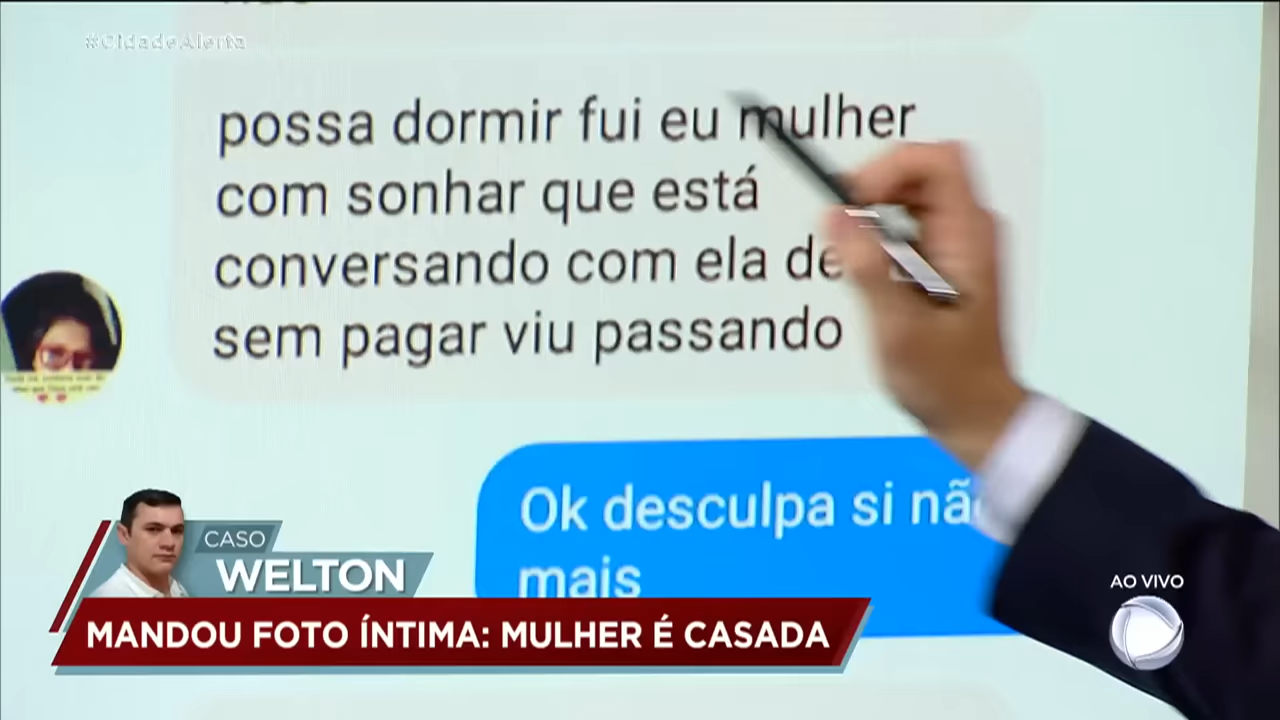 #CidadeAlerta
possa dormir fui eu mulher
com sonhar que está
conversando com ela de
sem pagar viu passando
Ok desculpa si não
mais
CASO
WELTON
MANDOU FOTO ÍNTIMA: MULHER É CASADA
AO VIVO